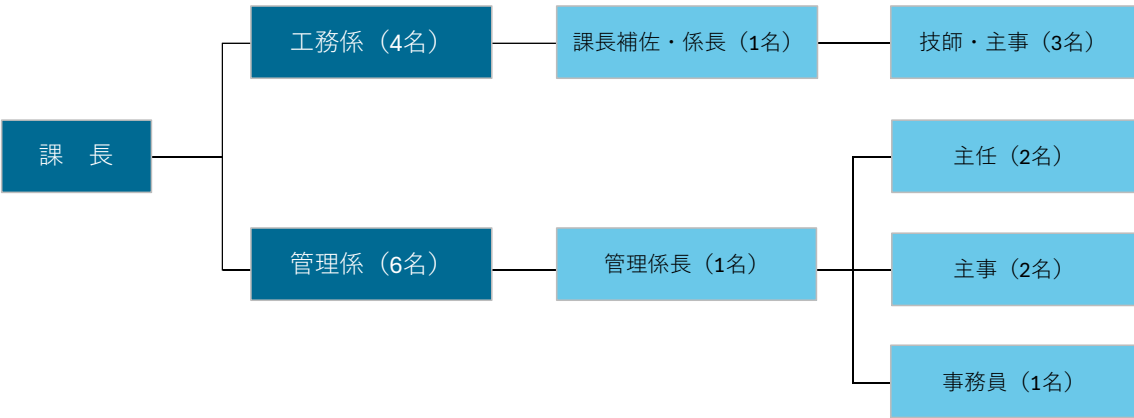 課　長
工務係（4名）
課長補佐・係長（1名）
技師・主事（3名）
管理係（6名）
管理係長（1名）
主任（2名）
主事（2名）
事務員（1名）